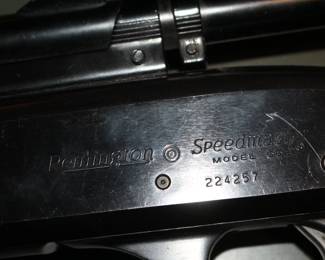 Remington Speedmaster
MODEL
224257